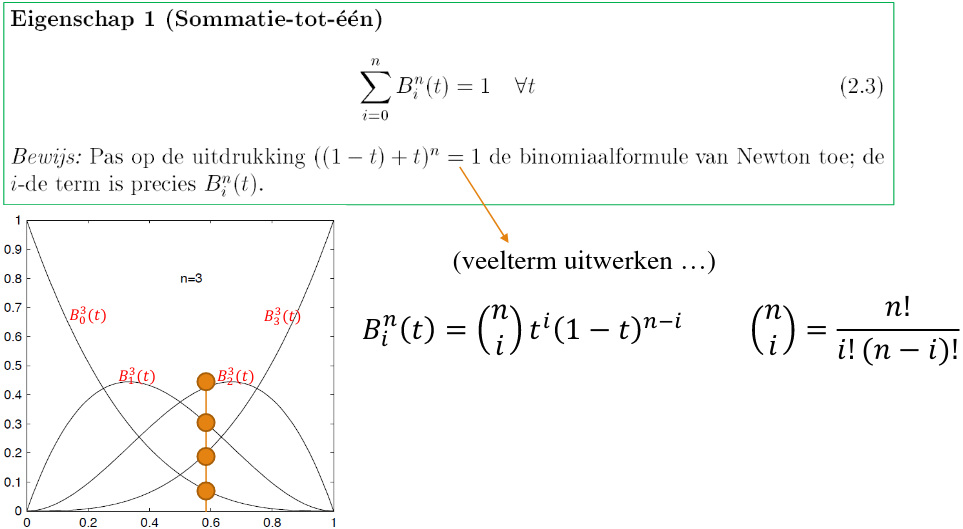 Eigenschap 1 (Sommatie-tot-één)
\sum_{i=0}^{n} B_i^n(t) = 1 \quad \forall t (2.3)
Bewijs: Pas op de uitdrukking ((1 − t) + t)^n = 1 de binomiaalformule van Newton toe; de
i-de term is precies B_i^n(t).
(veelterm uitwerken …)
B_i^n(t) = \binom{n}{i} t^i (1 − t)^{n−i}
\binom{n}{i} = \frac{n!}{i! (n − i)!}
1
0.9
0.8
0.7
0.6
0.5
0.4
0.3
0.2
0.1
0
n=3
B_0^3(t)
B_3^3(t)
B_1^3(t)
B_2^3(t)
0 0.2 0.4 0.6 0.8 1